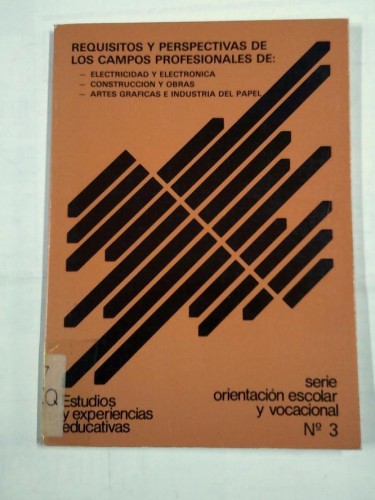 REQUISITOS Y PERSPECTIVAS DE
LOS CAMPOS PROFESIONALES DE:
— ELECTRICIDAD Y ELECTRONICA
— CONSTRUCCION Y OBRAS
— ARTES GRAFICAS E INDUSTRIA DEL PAPEL
Q
Estudios
y experiencias
educativas
serie
orientación escolar
y vocacional
Nº 3